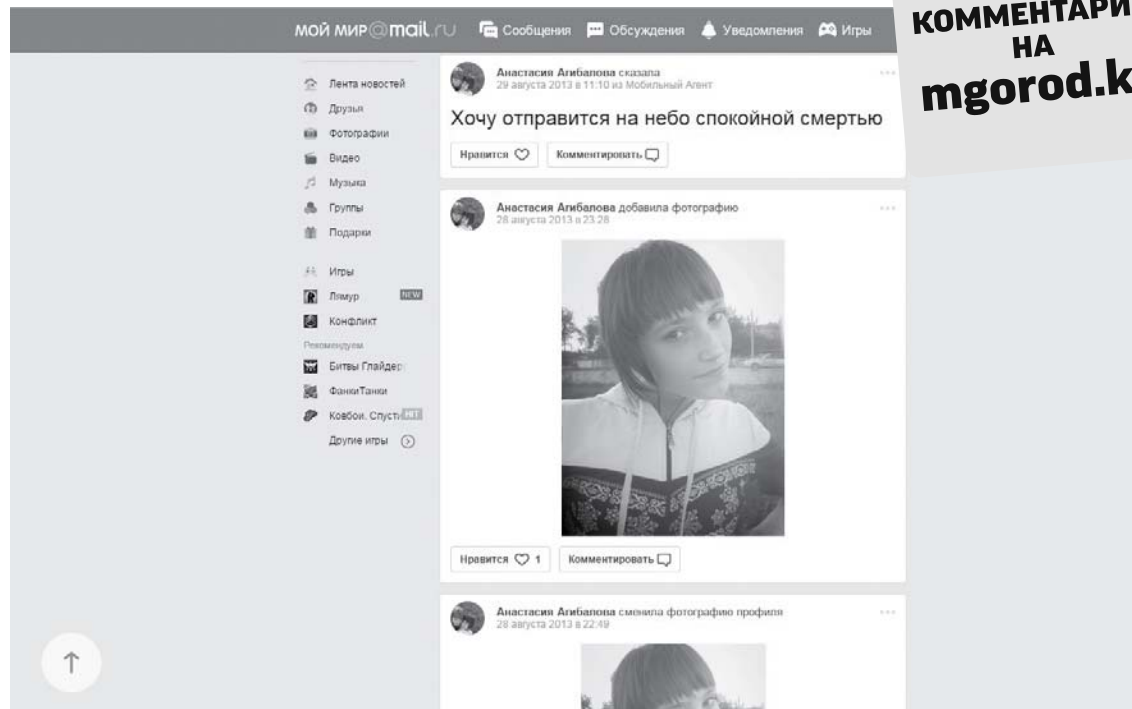 КОММЕНТАРИ
НА
mgorod.k
МОЙ МИР@mail.ru
Сообщения
Обсуждения
Уведомления
Игры
Лента новостей
Друзья
Фотографии
Видео
Музыка
Группы
Подарки
Игры
Лямур NEW
Конфликт
Рекомендуем
Битвы Глайдер
ФанкиТанки
Ковбои. Спусти HIT
Другие игры
Анастасия Агибалова сказала
29 августа 2013 в 11:10 из Мобильный Агент
Хочу отправится на небо спокойной смертью
Нравится Комментировать
Анастасия Агибалова добавила фотографию
28 августа 2013 в 23:28
Нравится 1 Комментировать
Анастасия Агибалова сменила фотографию профиля
28 августа 2013 в 22:49